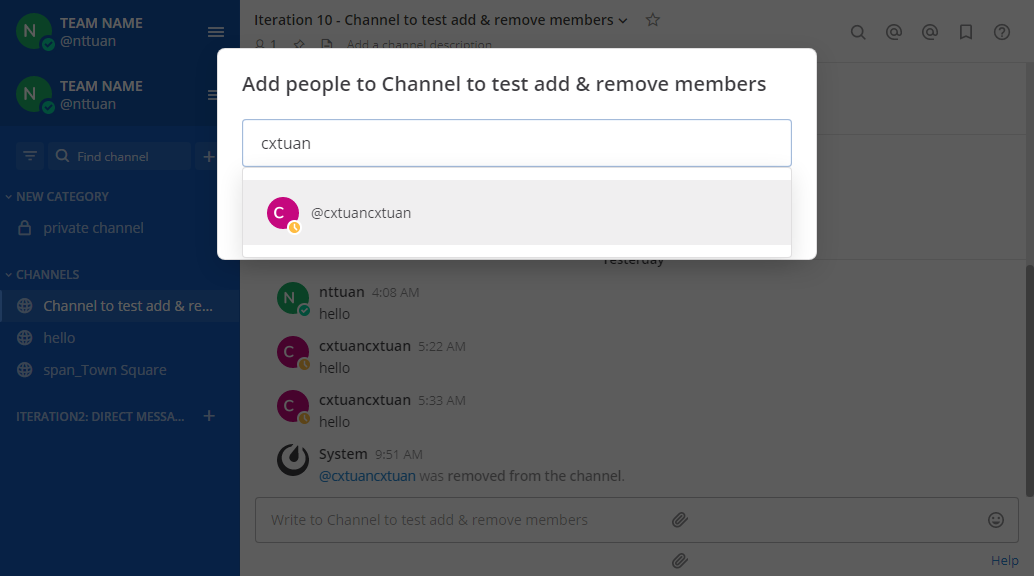 N
TEAM NAME
@nttuan
N
TEAM NAME
@nttuan
Find channel
NEW CATEGORY
private channel
CHANNELS
Channel to test add & re...
hello
span_Town Square
ITERATION2: DIRECT MESSA...
Iteration 10 - Channel to test add & remove members
1
Add a channel description
Add people to Channel to test add & remove members
cxtuan
C
@cxtuancxtuan
Yesterday
N
nttuan 4:08 AM
hello
C
cxtuancxtuan 5:22 AM
hello
C
cxtuancxtuan 5:33 AM
hello
System 9:51 AM
@cxtuancxtuan was removed from the channel.
Write to Channel to test add & remove members
Help